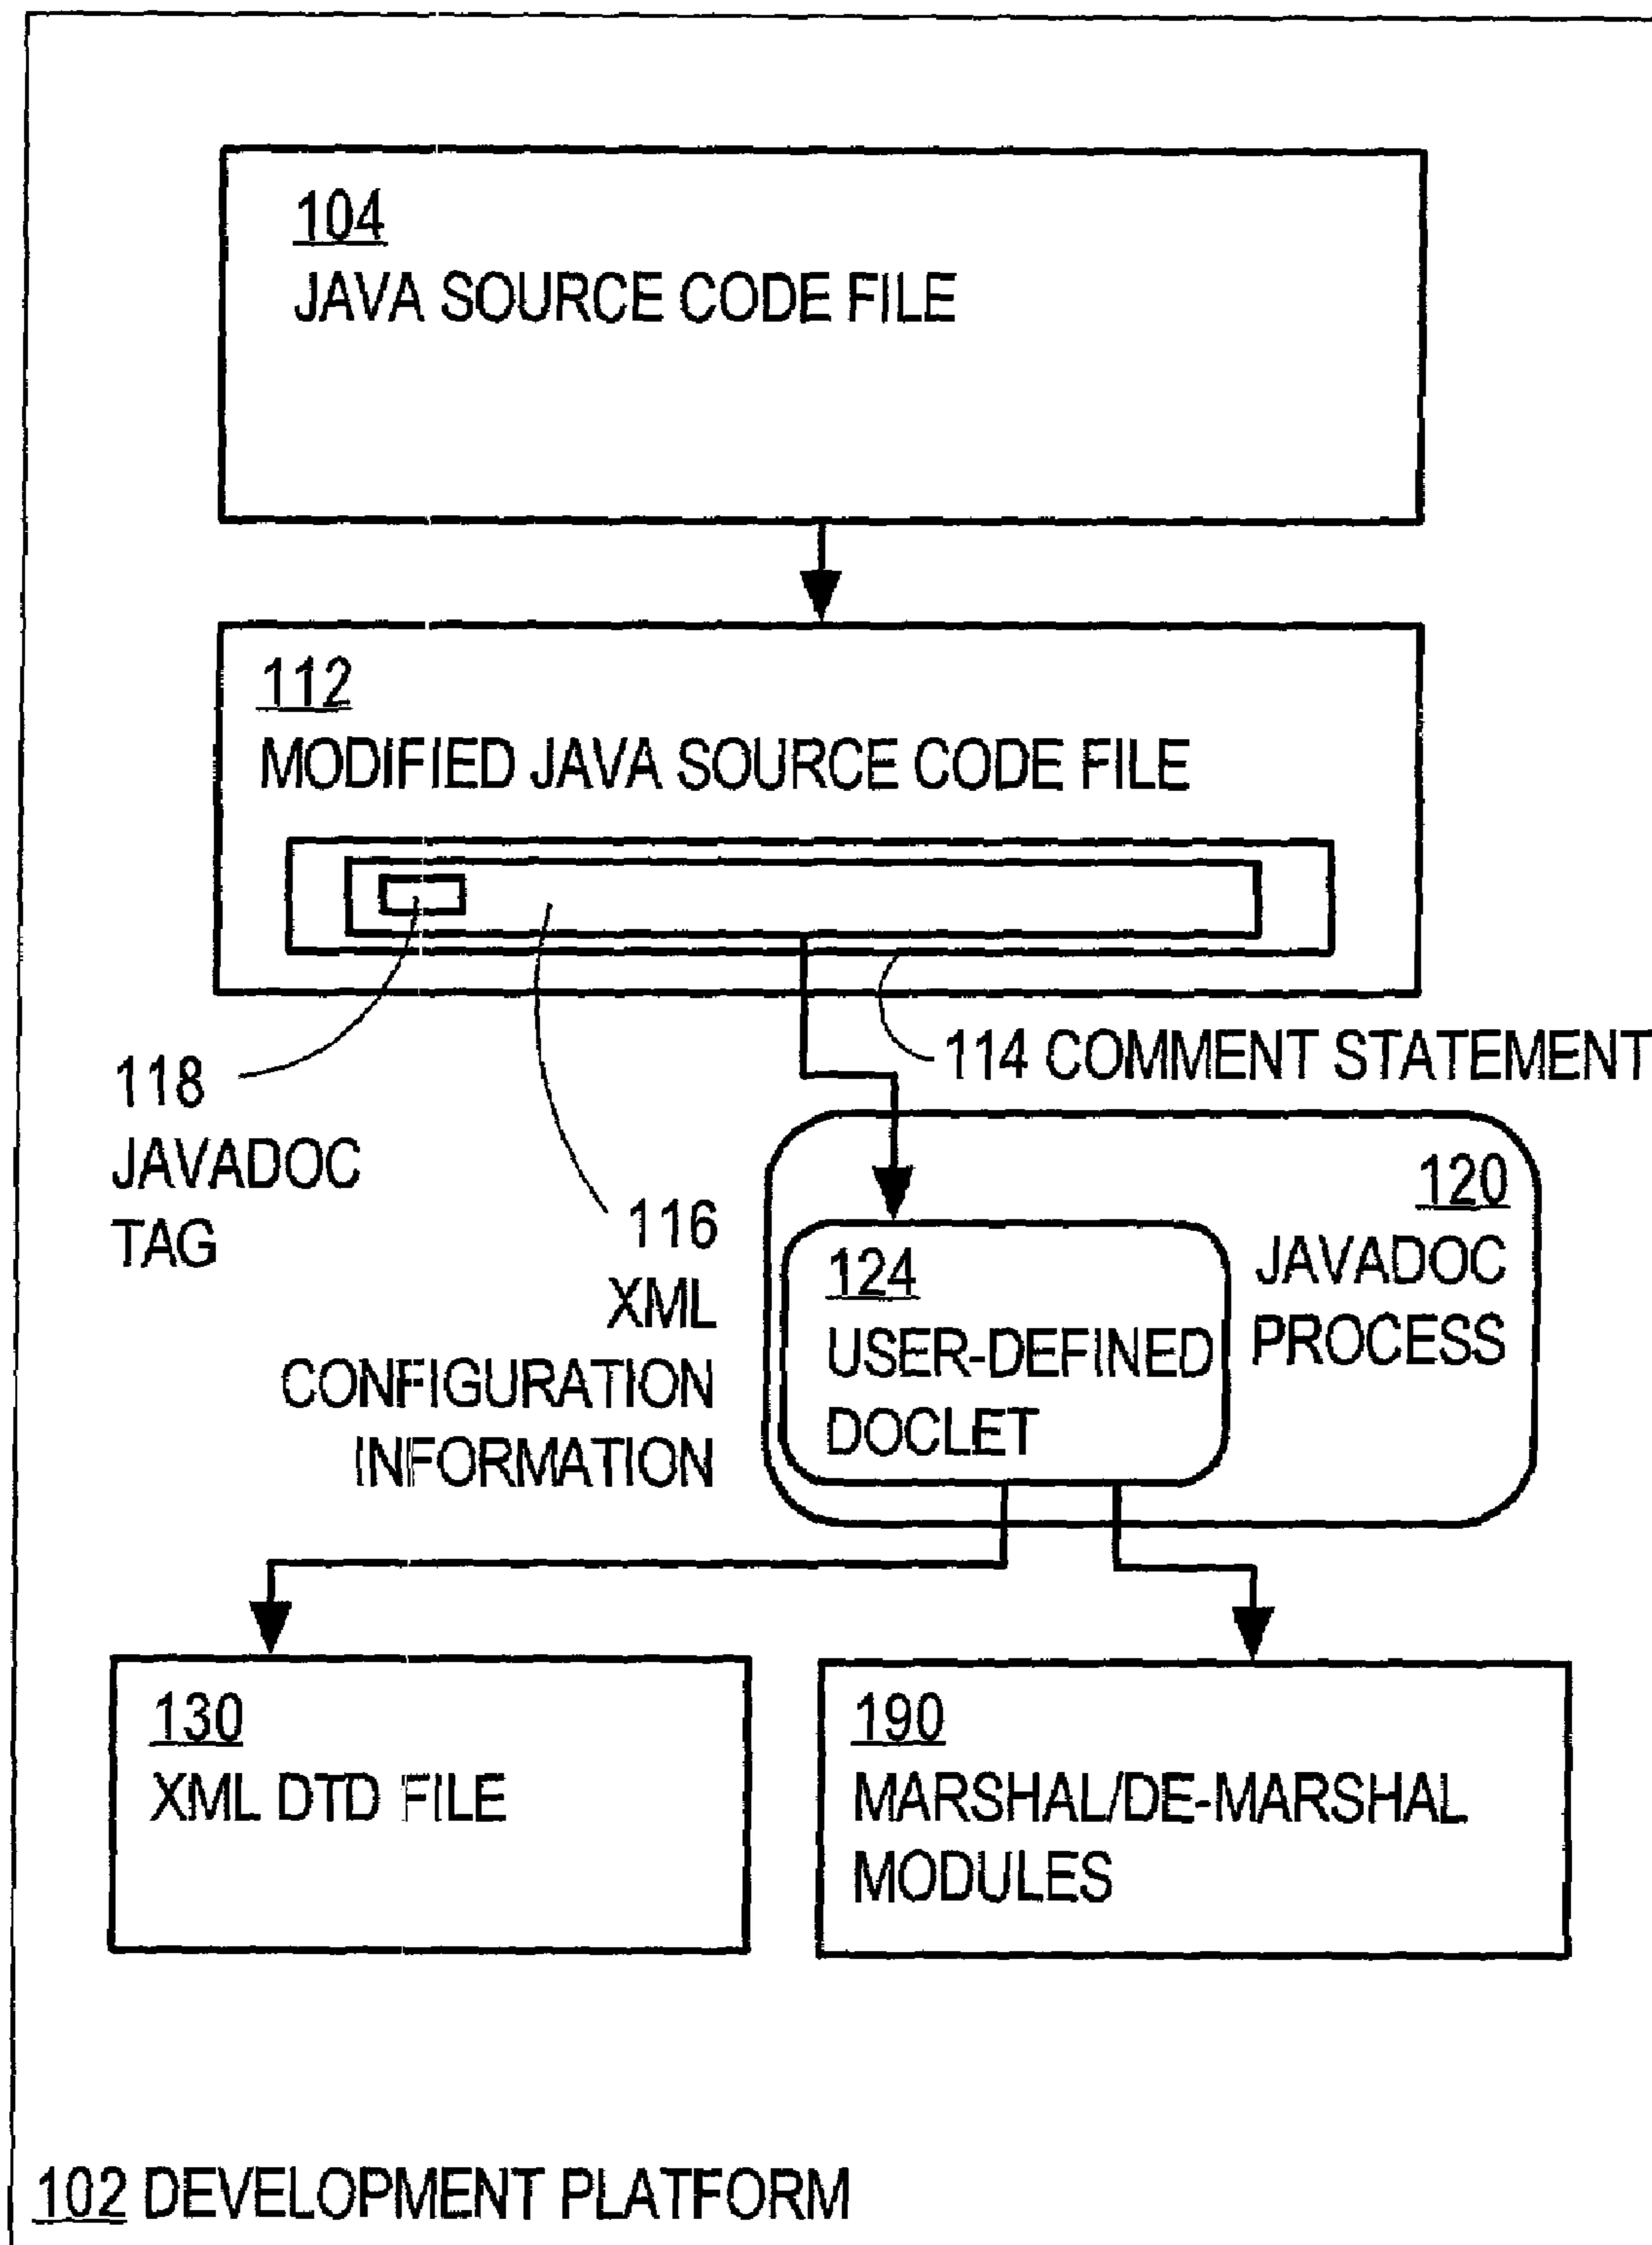 104
JAVA SOURCE CODE FILE
112
MODIFIED JAVA SOURCE CODE FILE
114 COMMENT STATEMENT
118
JAVADOC
TAG
116
XML
CONFIGURATION
INFORMATION
120
JAVADOC
PROCESS
124
USER-DEFINED
DOCLET
130
XML DTD FILE
190
MARSHAL/DE-MARSHAL
MODULES
102 DEVELOPMENT PLATFORM